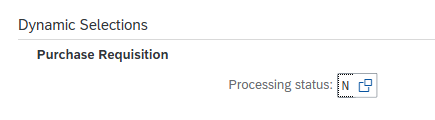 Dynamic Selections
Purchase Requisition
Processing status: N